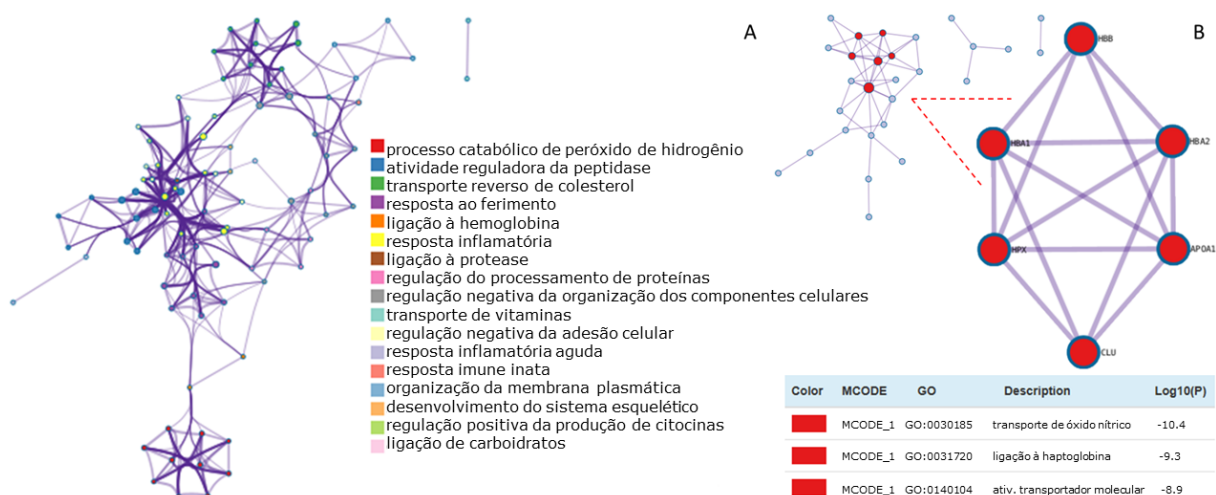 A
B
processo catabólico de peróxido de hidrogênio
atividade reguladora da peptidase
transporte reverso de colesterol
resposta ao ferimento
ligação à hemoglobina
resposta inflamatória
ligação à protease
regulação do processamento de proteínas
regulação negativa da organização dos componentes celulares
transporte de vitaminas
regulação negativa da adesão celular
resposta inflamatória aguda
resposta imune inata
organização da membrana plasmática
desenvolvimento do sistema esquelético
regulação positiva da produção de citocinas
ligação de carboidratos
HBB
HBA1
HBA2
HPX
APOA1
CLU
Color MCODE GO Description Log10(P)
MCODE_1 GO:0030185 transporte de óxido nítrico -10.4
MCODE_1 GO:0031720 ligação à haptoglobina -9.3
MCODE_1 GO:0140104 ativ. transportador molecular -8.9